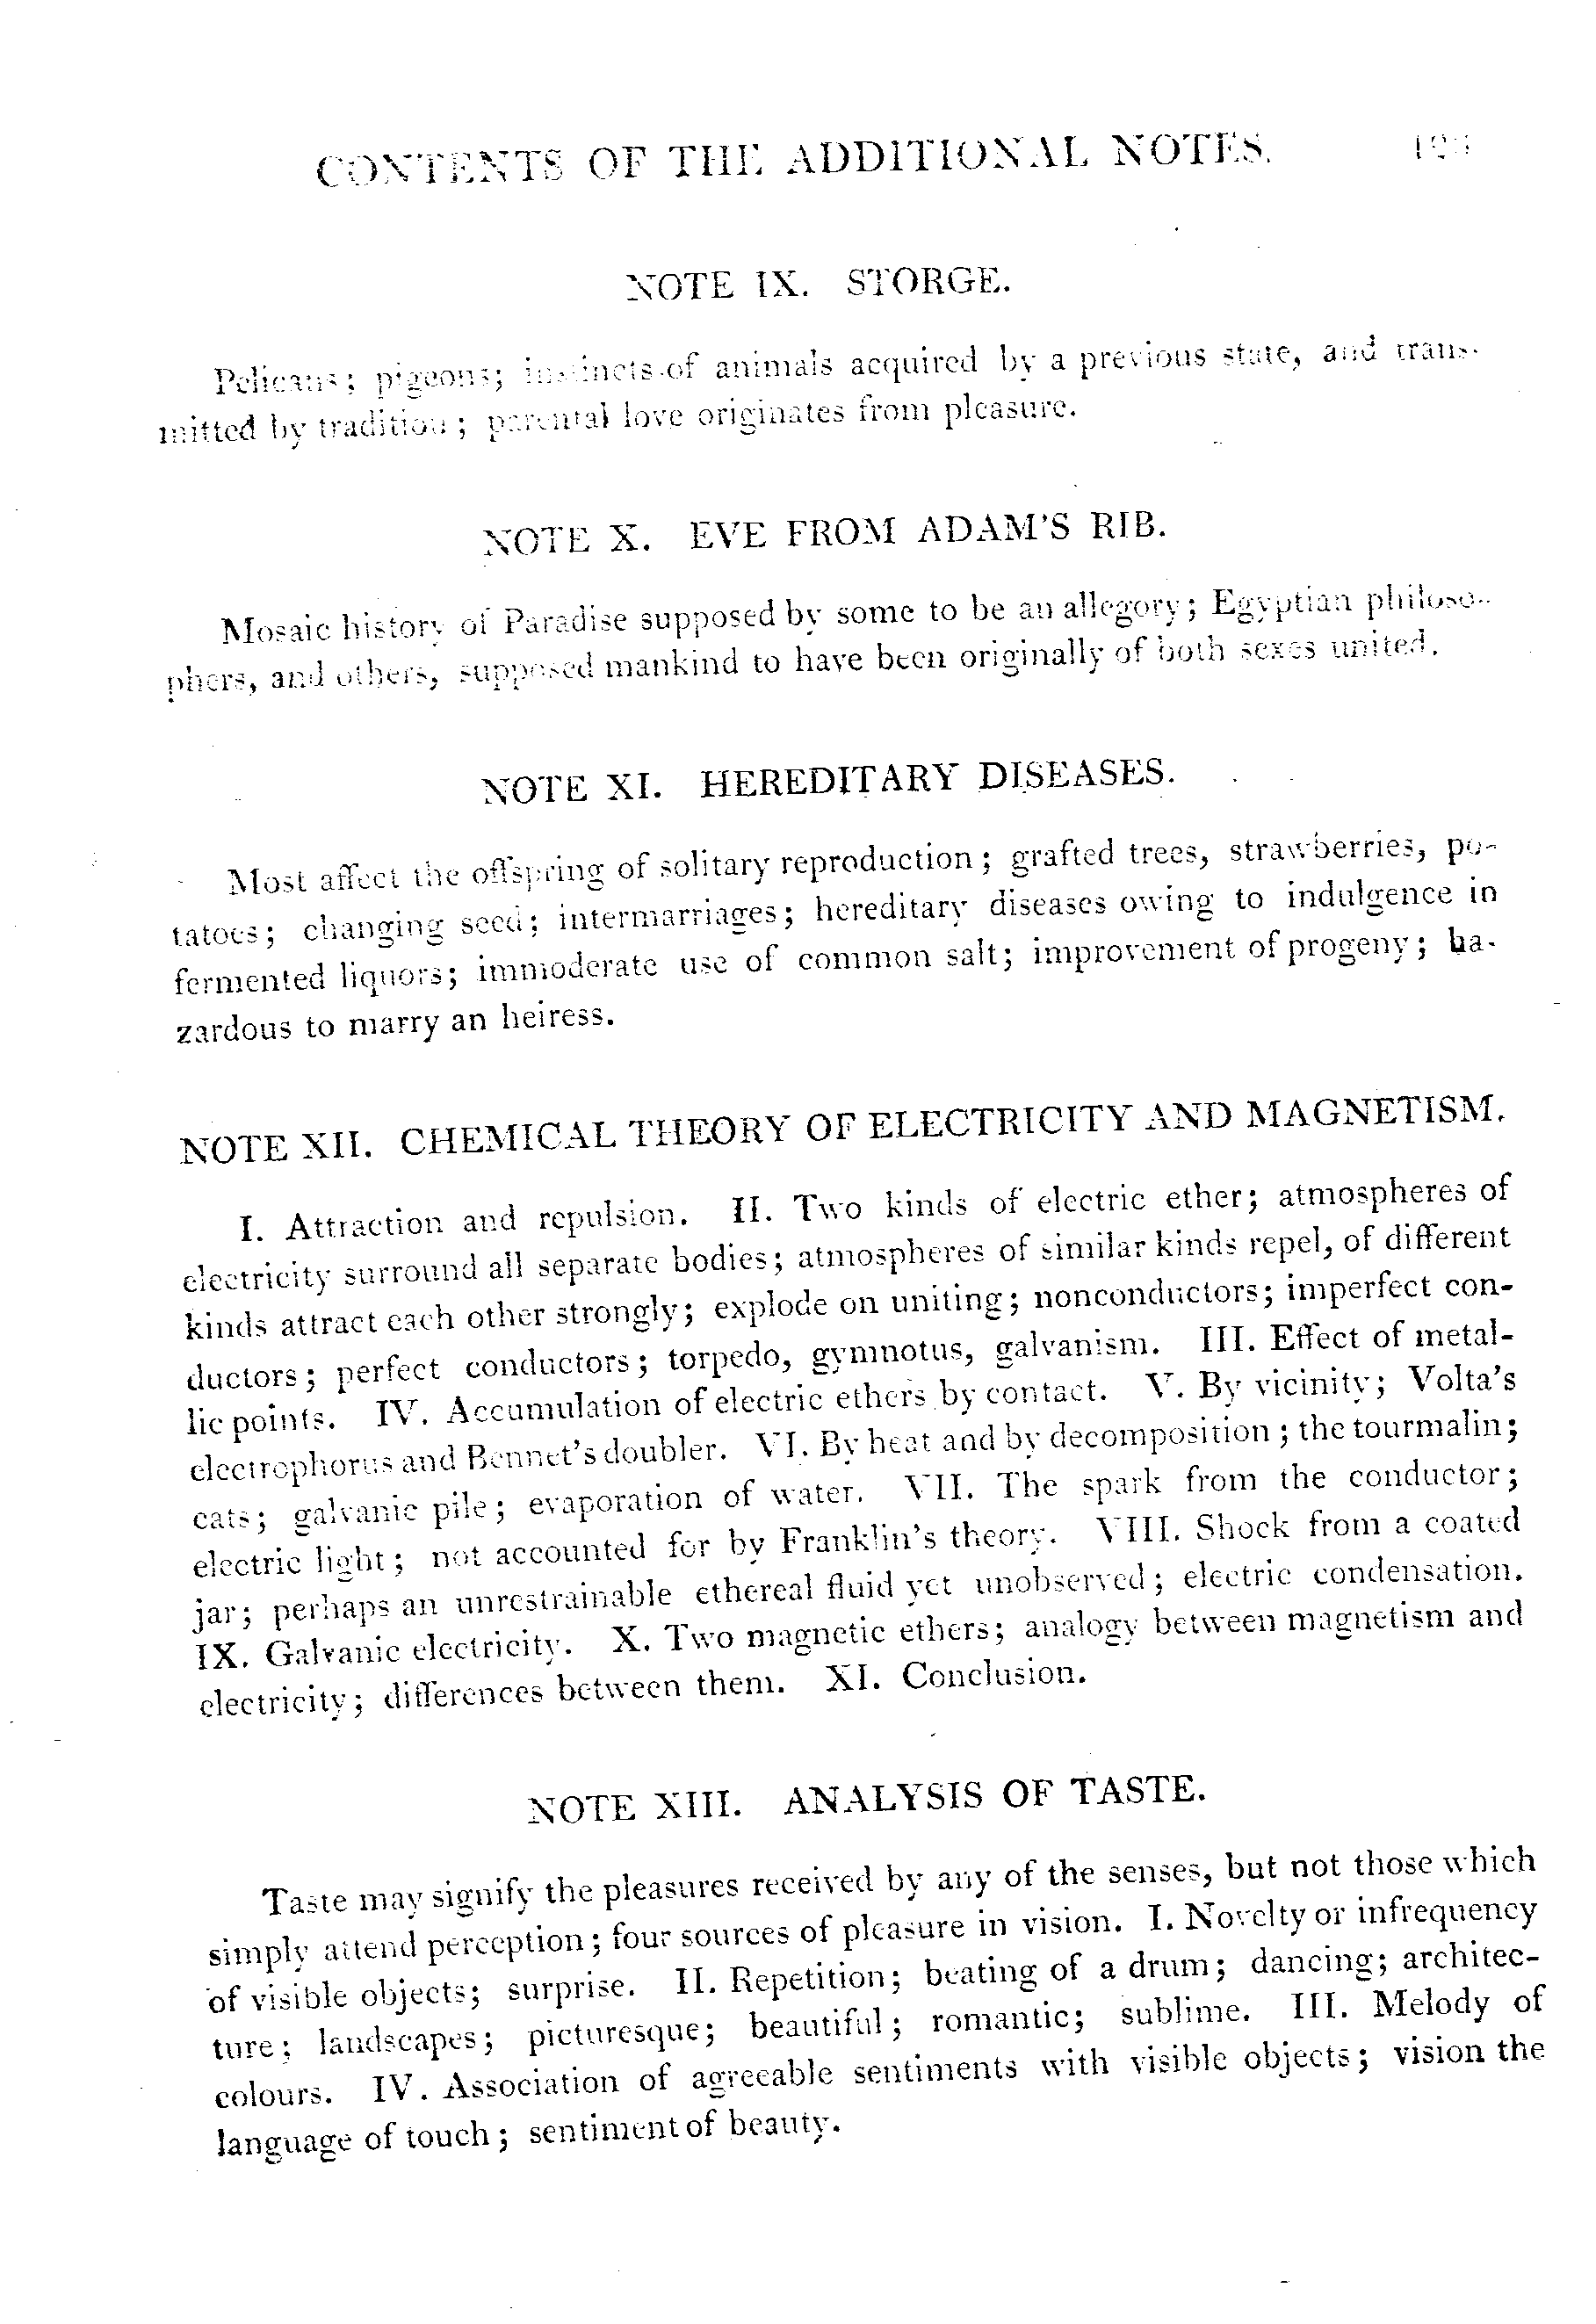 CONTENTS OF THE ADDITIONAL NOTES.
NOTE IX. STORGE.
Pelicans; pigeons; instincts of animals acquired by a previous state, and trans-
mitted by tradition; parental love originates from pleasure.
NOTE X. EVE FROM ADAM'S RIB.
Mosaic history of Paradise supposed by some to be an allegory; Egyptian philoso-
phers, and others, supposed mankind to have been originally of both sexes united.
NOTE XI. HEREDITARY DISEASES.
Most affect the offspring of solitary reproduction; grafted trees, strawberries, po-
tatoes; changing seed; intermarriages; hereditary diseases owing to indulgence in
fermented liquors; immoderate use of common salt; improvement of progeny; ha-
zardous to marry an heiress.
NOTE XII. CHEMICAL THEORY OF ELECTRICITY AND MAGNETISM.
I. Attraction and repulsion. II. Two kinds of electric ether; atmospheres of
electricity surround all separate bodies; atmospheres of similar kinds repel, of different
kinds attract each other strongly; explode on uniting; nonconductors; imperfect con-
ductors; perfect conductors; torpedo, gymnotus, galvanism. III. Effect of metal-
lic points. IV. Accumulation of electric ethers by contact. V. By vicinity; Volta's
electrophorus and Bennet's doubler. VI. By heat and by decomposition; the tourmalin;
cats; galvanic pile; evaporation of water. VII. The spark from the conductor;
electric light; not accounted for by Franklin's theory. VIII. Shock from a coated
jar; perhaps an unrestrainable ethereal fluid yet unobserved; electric condensation.
IX. Galvanic electricity. X. Two magnetic ethers; analogy between magnetism and
electricity; differences between them. XI. Conclusion.
NOTE XIII. ANALYSIS OF TASTE.
Taste may signify the pleasures received by any of the senses, but not those which
simply attend perception; four sources of pleasure in vision. I. Novelty or infrequency
of visible objects; surprise. II. Repetition; beating of a drum; dancing; architec-
ture; landscapes; picturesque; beautiful; romantic; sublime. III. Melody of
colours. IV. Association of agreeable sentiments with visible objects; vision the
language of touch; sentiment of beauty.